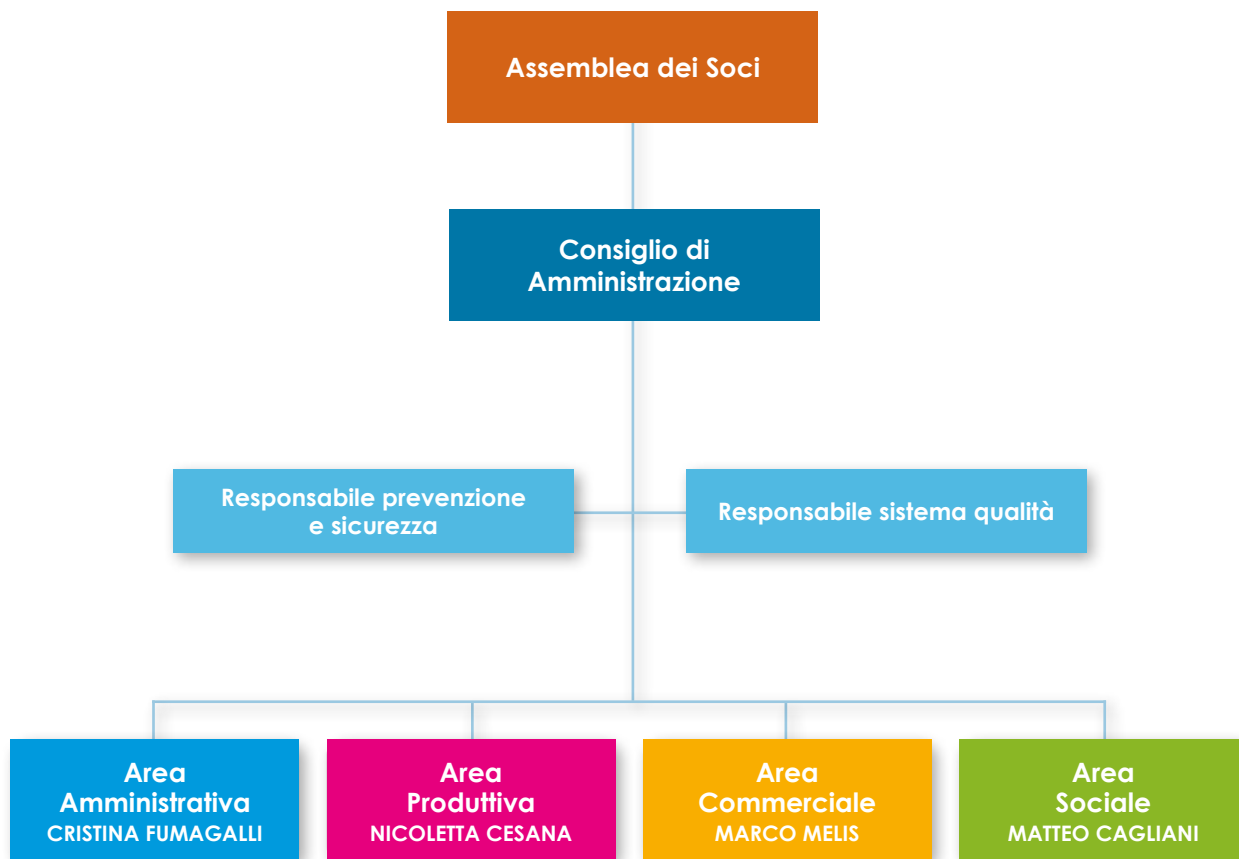 Assemblea dei Soci
Consiglio di
Amministrazione
Responsabile prevenzione
e sicurezza
Responsabile sistema qualità
Area
Amministrativa
CRISTINA FUMAGALLI
Area
Produttiva
NICOLETTA CESANA
Area
Commerciale
MARCO MELIS
Area
Sociale
MATTEO CAGLIANI